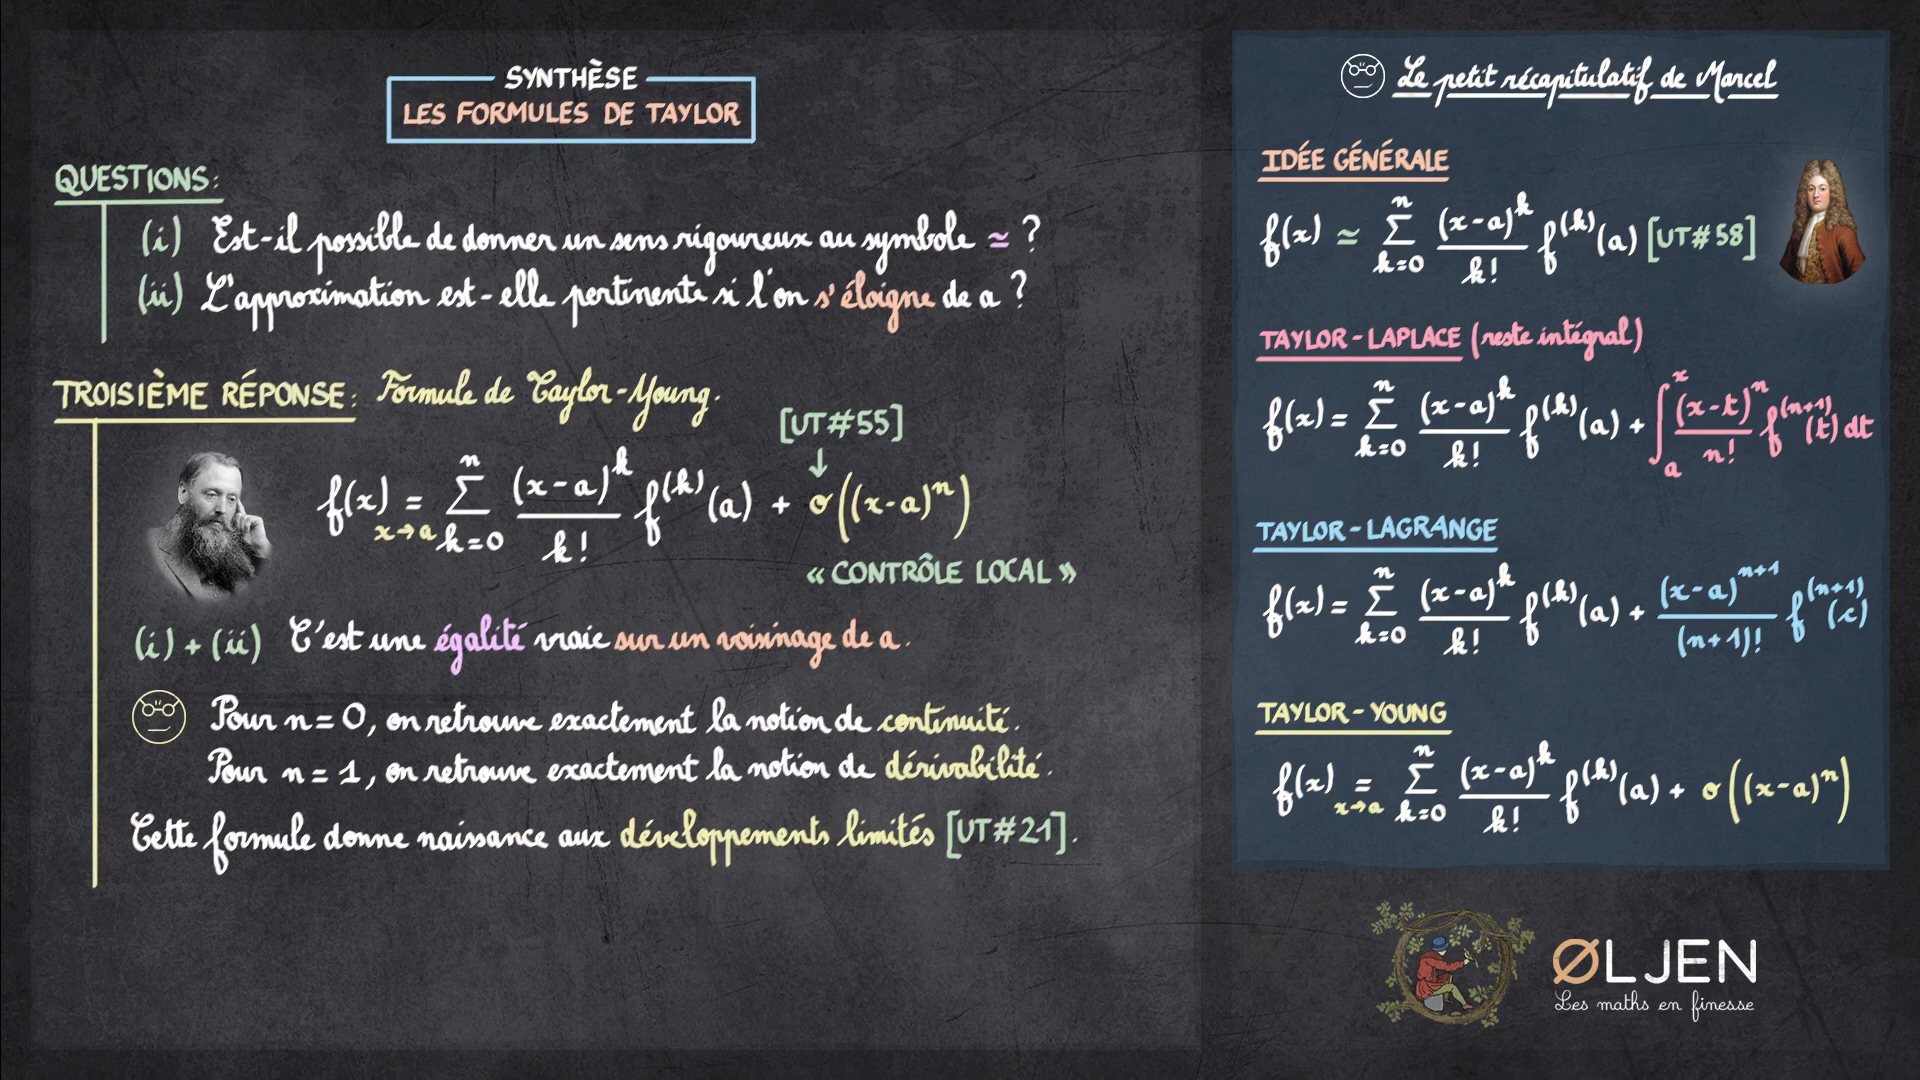 SYNTHÈSE
LES FORMULES DE TAYLOR
QUESTIONS:
(i) Est-il possible de donner un sens rigoureux au symbole ≃ ?
(ii) L'approximation est-elle pertinente si l'on s'éloigne de a ?
TROISIÈME RÉPONSE: Formule de Taylor-Young.
[UT#55]
↓
f(x) =_{x→a} Σ_{k=0}^{n} (x-a)^k/k! f^{(k)}(a) + o((x-a)^n)
« CONTRÔLE LOCAL »
(i) + (ii) C'est une égalité vraie sur un voisinage de a.
Pour n = 0, on retrouve exactement la notion de continuité.
Pour n = 1, on retrouve exactement la notion de dérivabilité.
Cette formule donne naissance aux développements limités [UT#21].
Le petit récapitulatif de Marcel
IDÉE GÉNÉRALE
f(x) ≃ Σ_{k=0}^{n} (x-a)^k/k! f^{(k)}(a) [UT#58]
TAYLOR-LAPLACE (reste intégral)
f(x) = Σ_{k=0}^{n} (x-a)^k/k! f^{(k)}(a) + ∫_a^x (x-t)^n/n! f^{(n+1)}(t) dt
TAYLOR-LAGRANGE
f(x) = Σ_{k=0}^{n} (x-a)^k/k! f^{(k)}(a) + (x-a)^{n+1}/(n+1)! f^{(n+1)}(c)
TAYLOR-YOUNG
f(x) =_{x→a} Σ_{k=0}^{n} (x-a)^k/k! f^{(k)}(a) + o((x-a)^n)
ØLJEN
Les maths en finesse